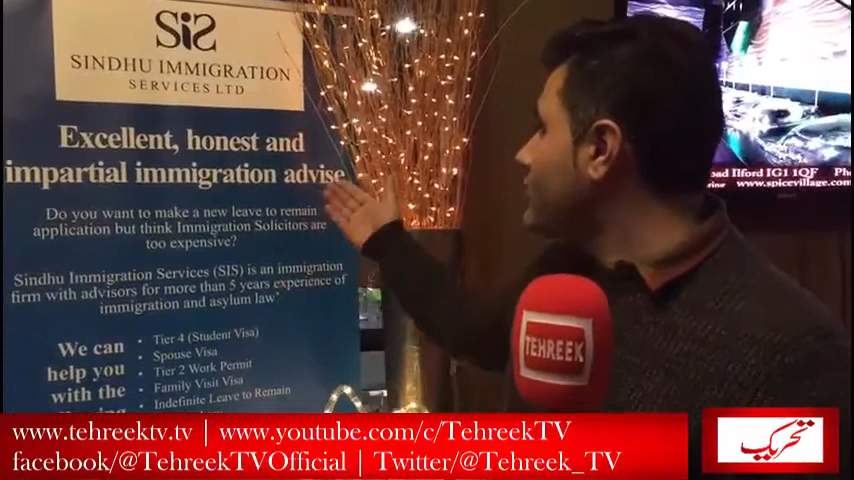 SiS
SINDHU IMMIGRATION
SERVICES LTD
Excellent, honest and
impartial immigration advise
Do you want to make a new leave to remain
application but think Immigration Solicitors are
too expensive?
Sindhu Immigration Services (SIS) is an immigration
firm with advisors for more than 5 years experience of
immigration and asylum law'
We can
help you
with the
• Tier 4 (Student Visa)
• Spouse Visa
• Tier 2 Work Permit
• Family Visit Visa
• Indefinite Leave to Remain
oad Ilford IG1 1QF Pho
www.spicevillage.com
TEHREEK
www.tehreektv.tv | www.youtube.com/c/TehreekTV
facebook/@TehreekTVOfficial | Twitter/@Tehreek_TV
تحریک